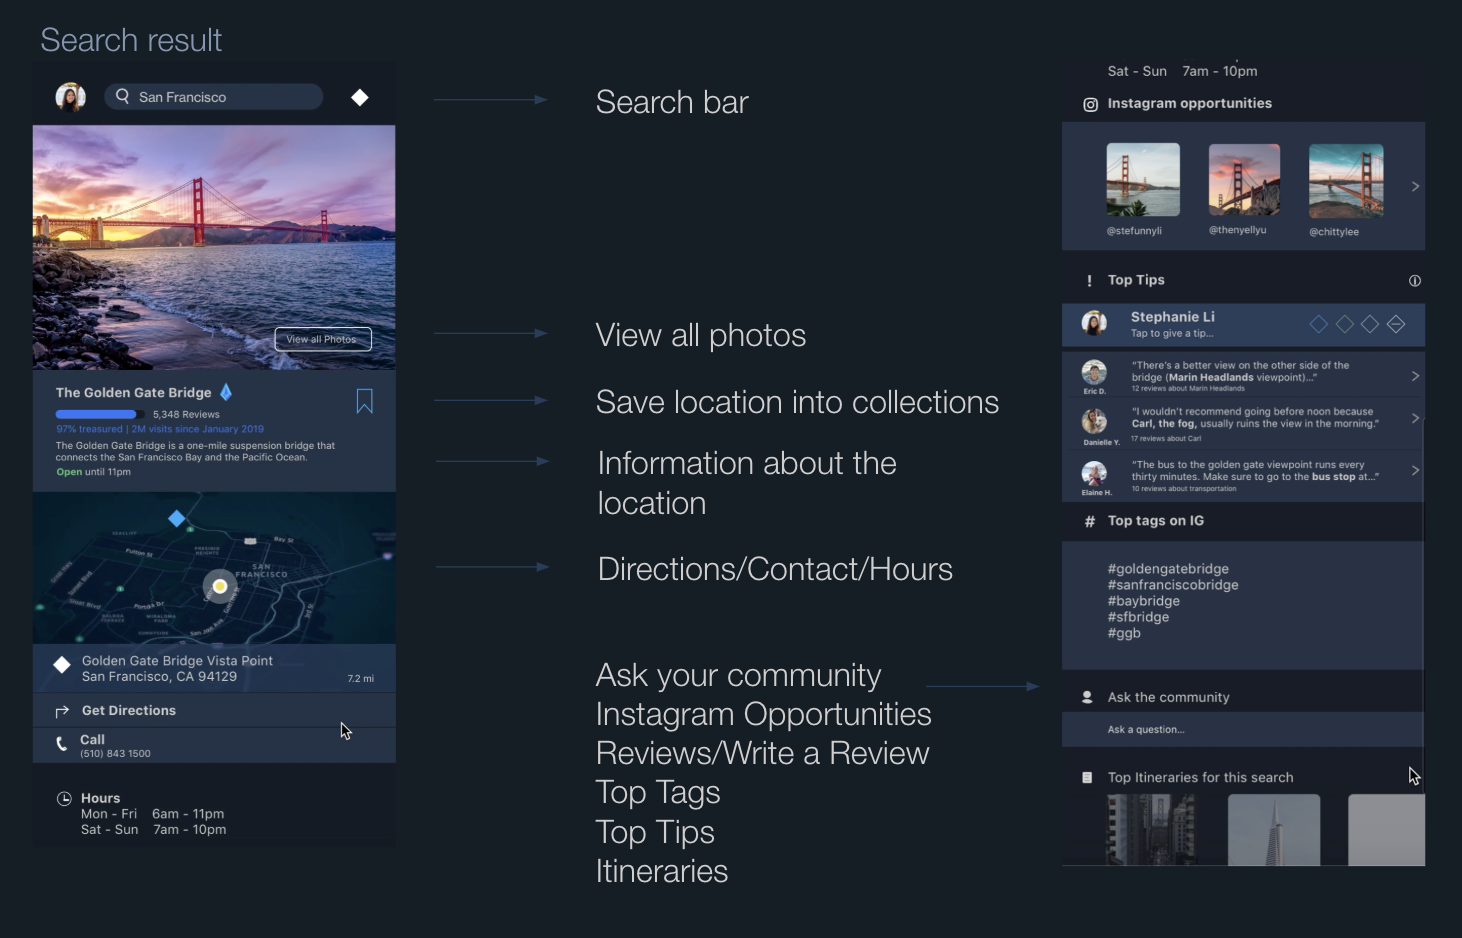 Search result
San Francisco
View all Photos
The Golden Gate Bridge
5,348 Reviews
97% treasured | 2M visits since January 2019
The Golden Gate Bridge is a one-mile suspension bridge that
connects the San Francisco Bay and the Pacific Ocean.
Open until 11pm
SEACLIFF
Bay St
Fulton St
PRESIDIO
HEIGHTS
SAN
FRANCISCO
SUNNYSIDE
3rd St
Golden Gate Bridge Vista Point
San Francisco, CA 94129
7.2 mi
Get Directions
Call
(510) 843 1500
Hours
Mon - Fri 6am - 11pm
Sat - Sun 7am - 10pm
Search bar
View all photos
Save location into collections
Information about the
location
Directions/Contact/Hours
Ask your community
Instagram Opportunities
Reviews/Write a Review
Top Tags
Top Tips
Itineraries
Sat - Sun 7am - 10pm
Instagram opportunities
@stefunnyli
@thenyellyu
@chittylee
! Top Tips
Stephanie Li
Tap to give a tip...
Eric D.
“There’s a better view on the other side of the
bridge (Marin Headlands viewpoint)...”
12 reviews about Marin Headlands
Danielle Y.
“I wouldn’t recommend going before noon because
Carl, the fog, usually ruins the view in the morning.”
17 reviews about Carl
Elaine H.
“The bus to the golden gate viewpoint runs every
thirty minutes. Make sure to go to the bus stop at...”
10 reviews about transportation
# Top tags on IG
#goldengatebridge
#sanfranciscobridge
#baybridge
#sfbridge
#ggb
Ask the community
Ask a question...
Top Itineraries for this search